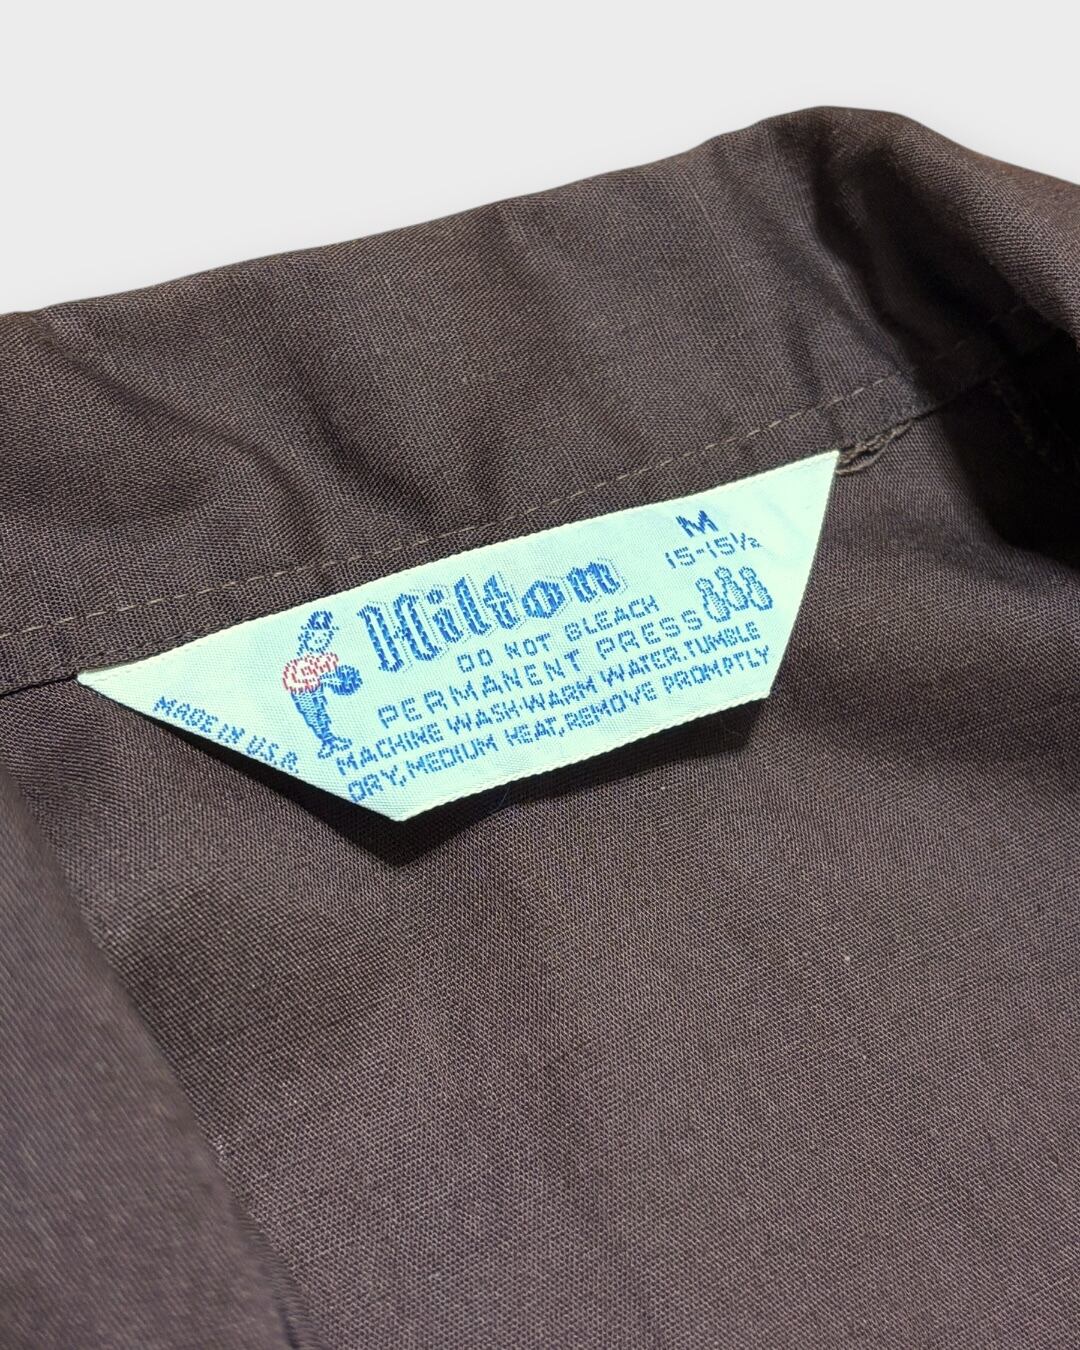 M
15-15½
Hilton
DO NOT BLEACH
PERMANENT PRESS
MACHINE WASH WARM WATER. TUMBLE
DRY, MEDIUM HEAT, REMOVE PROMPTLY
MADE IN U.S.A